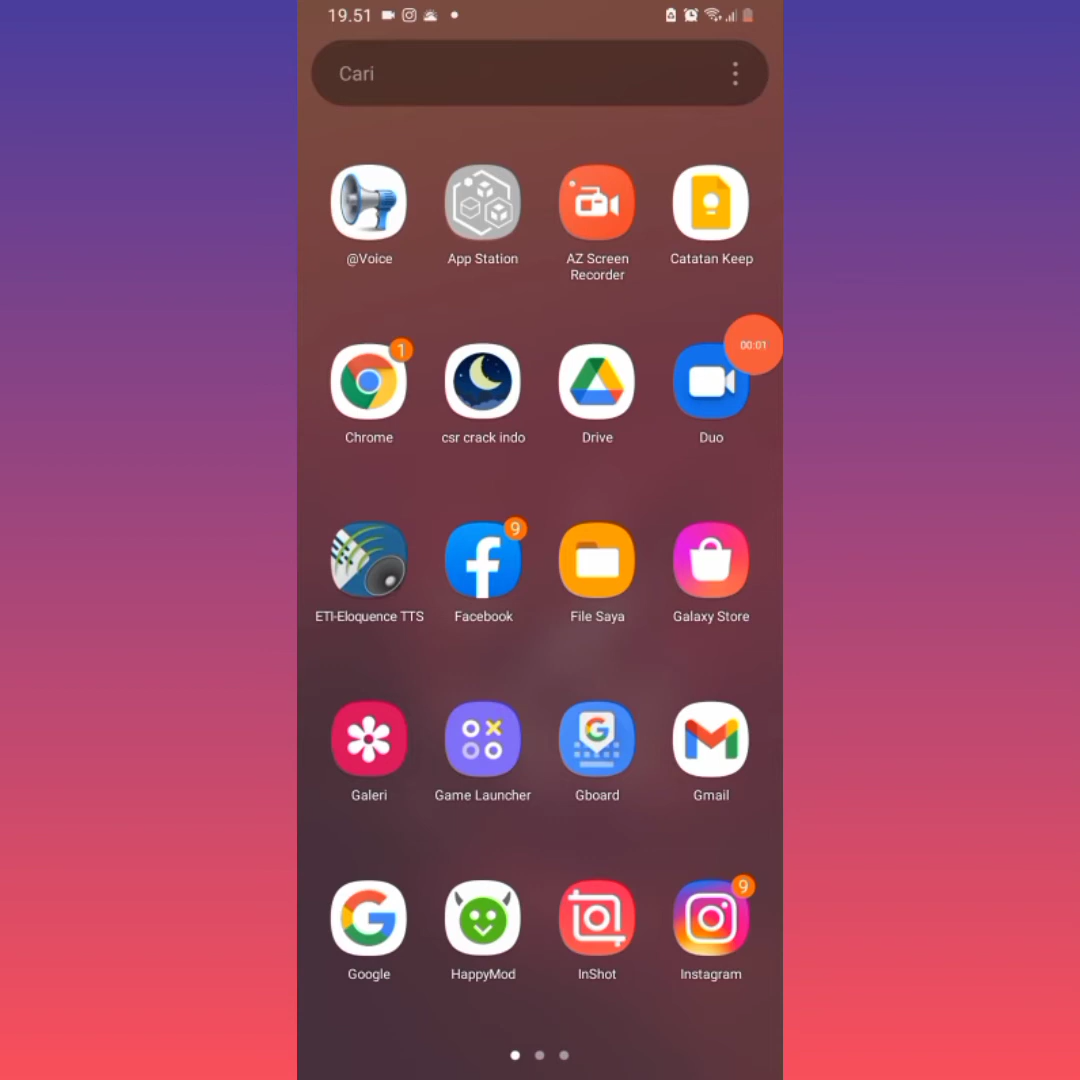 19.51
Cari
@Voice
App Station
AZ Screen
Recorder
Catatan Keep
00:01
1
Chrome
csr crack indo
Drive
Duo
9
ETI-Eloquence TTS
Facebook
File Saya
Galaxy Store
Galeri
Game Launcher
Gboard
Gmail
9
Google
HappyMod
InShot
Instagram